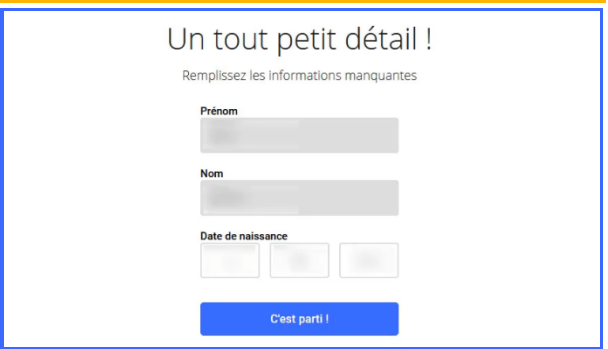 Un tout petit détail !
Remplissez les informations manquantes
Prénom
Nom
Date de naissance
C'est parti !